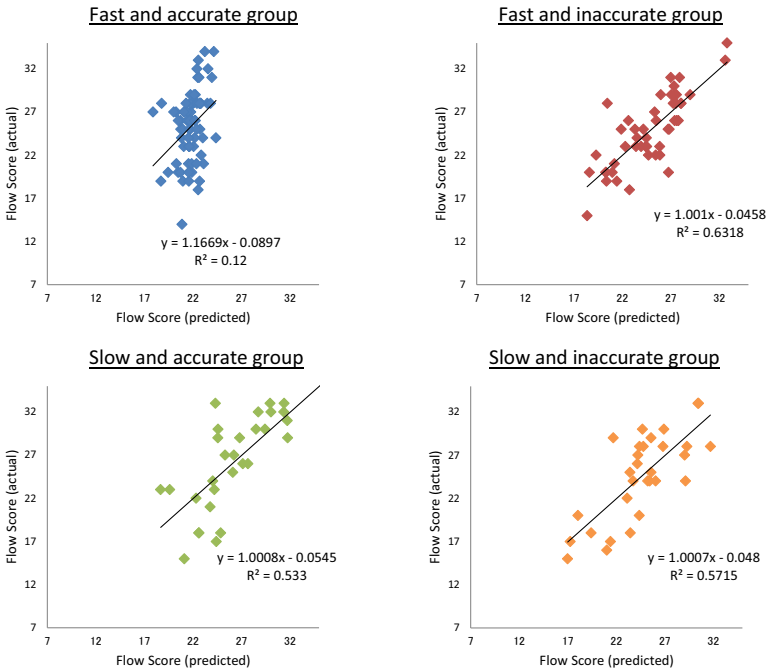 Fast and accurate group
Flow Score (actual)
32
27
22
17
12
7
y = 1.1669x - 0.0897
R² = 0.12
7 12 17 22 27 32
Flow Score (predicted)
Fast and inaccurate group
Flow Score (actual)
32
27
22
17
12
7
y = 1.001x - 0.0458
R² = 0.6318
7 12 17 22 27 32
Flow Score (predicted)
Slow and accurate group
Flow Score (actual)
32
27
22
17
12
7
y = 1.0008x - 0.0545
R² = 0.533
7 12 17 22 27 32
Flow Score (predicted)
Slow and inaccurate group
Flow Score (actual)
32
27
22
17
12
7
y = 1.0007x - 0.048
R² = 0.5715
7 12 17 22 27 32
Flow Score (predicted)